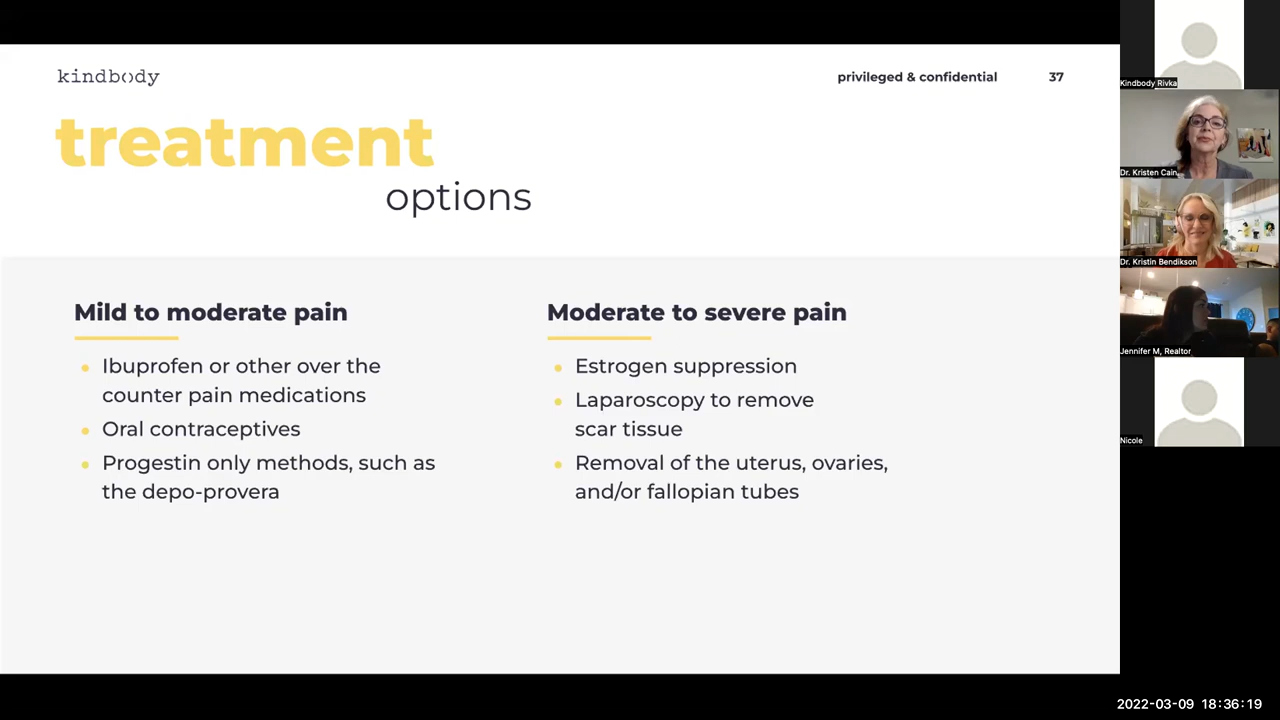 kindbody
privileged & confidential
37
treatment
options
Mild to moderate pain
Ibuprofen or other over the
counter pain medications
Oral contraceptives
Progestin only methods, such as
the depo-provera
Moderate to severe pain
Estrogen suppression
Laparoscopy to remove
scar tissue
Removal of the uterus, ovaries,
and/or fallopian tubes
Kindbody Rivka
Dr. Kristen Cain,
Dr. Kristin Bendikson
Jennifer M, Realtor
Nicole
2022-03-09 18:36:19